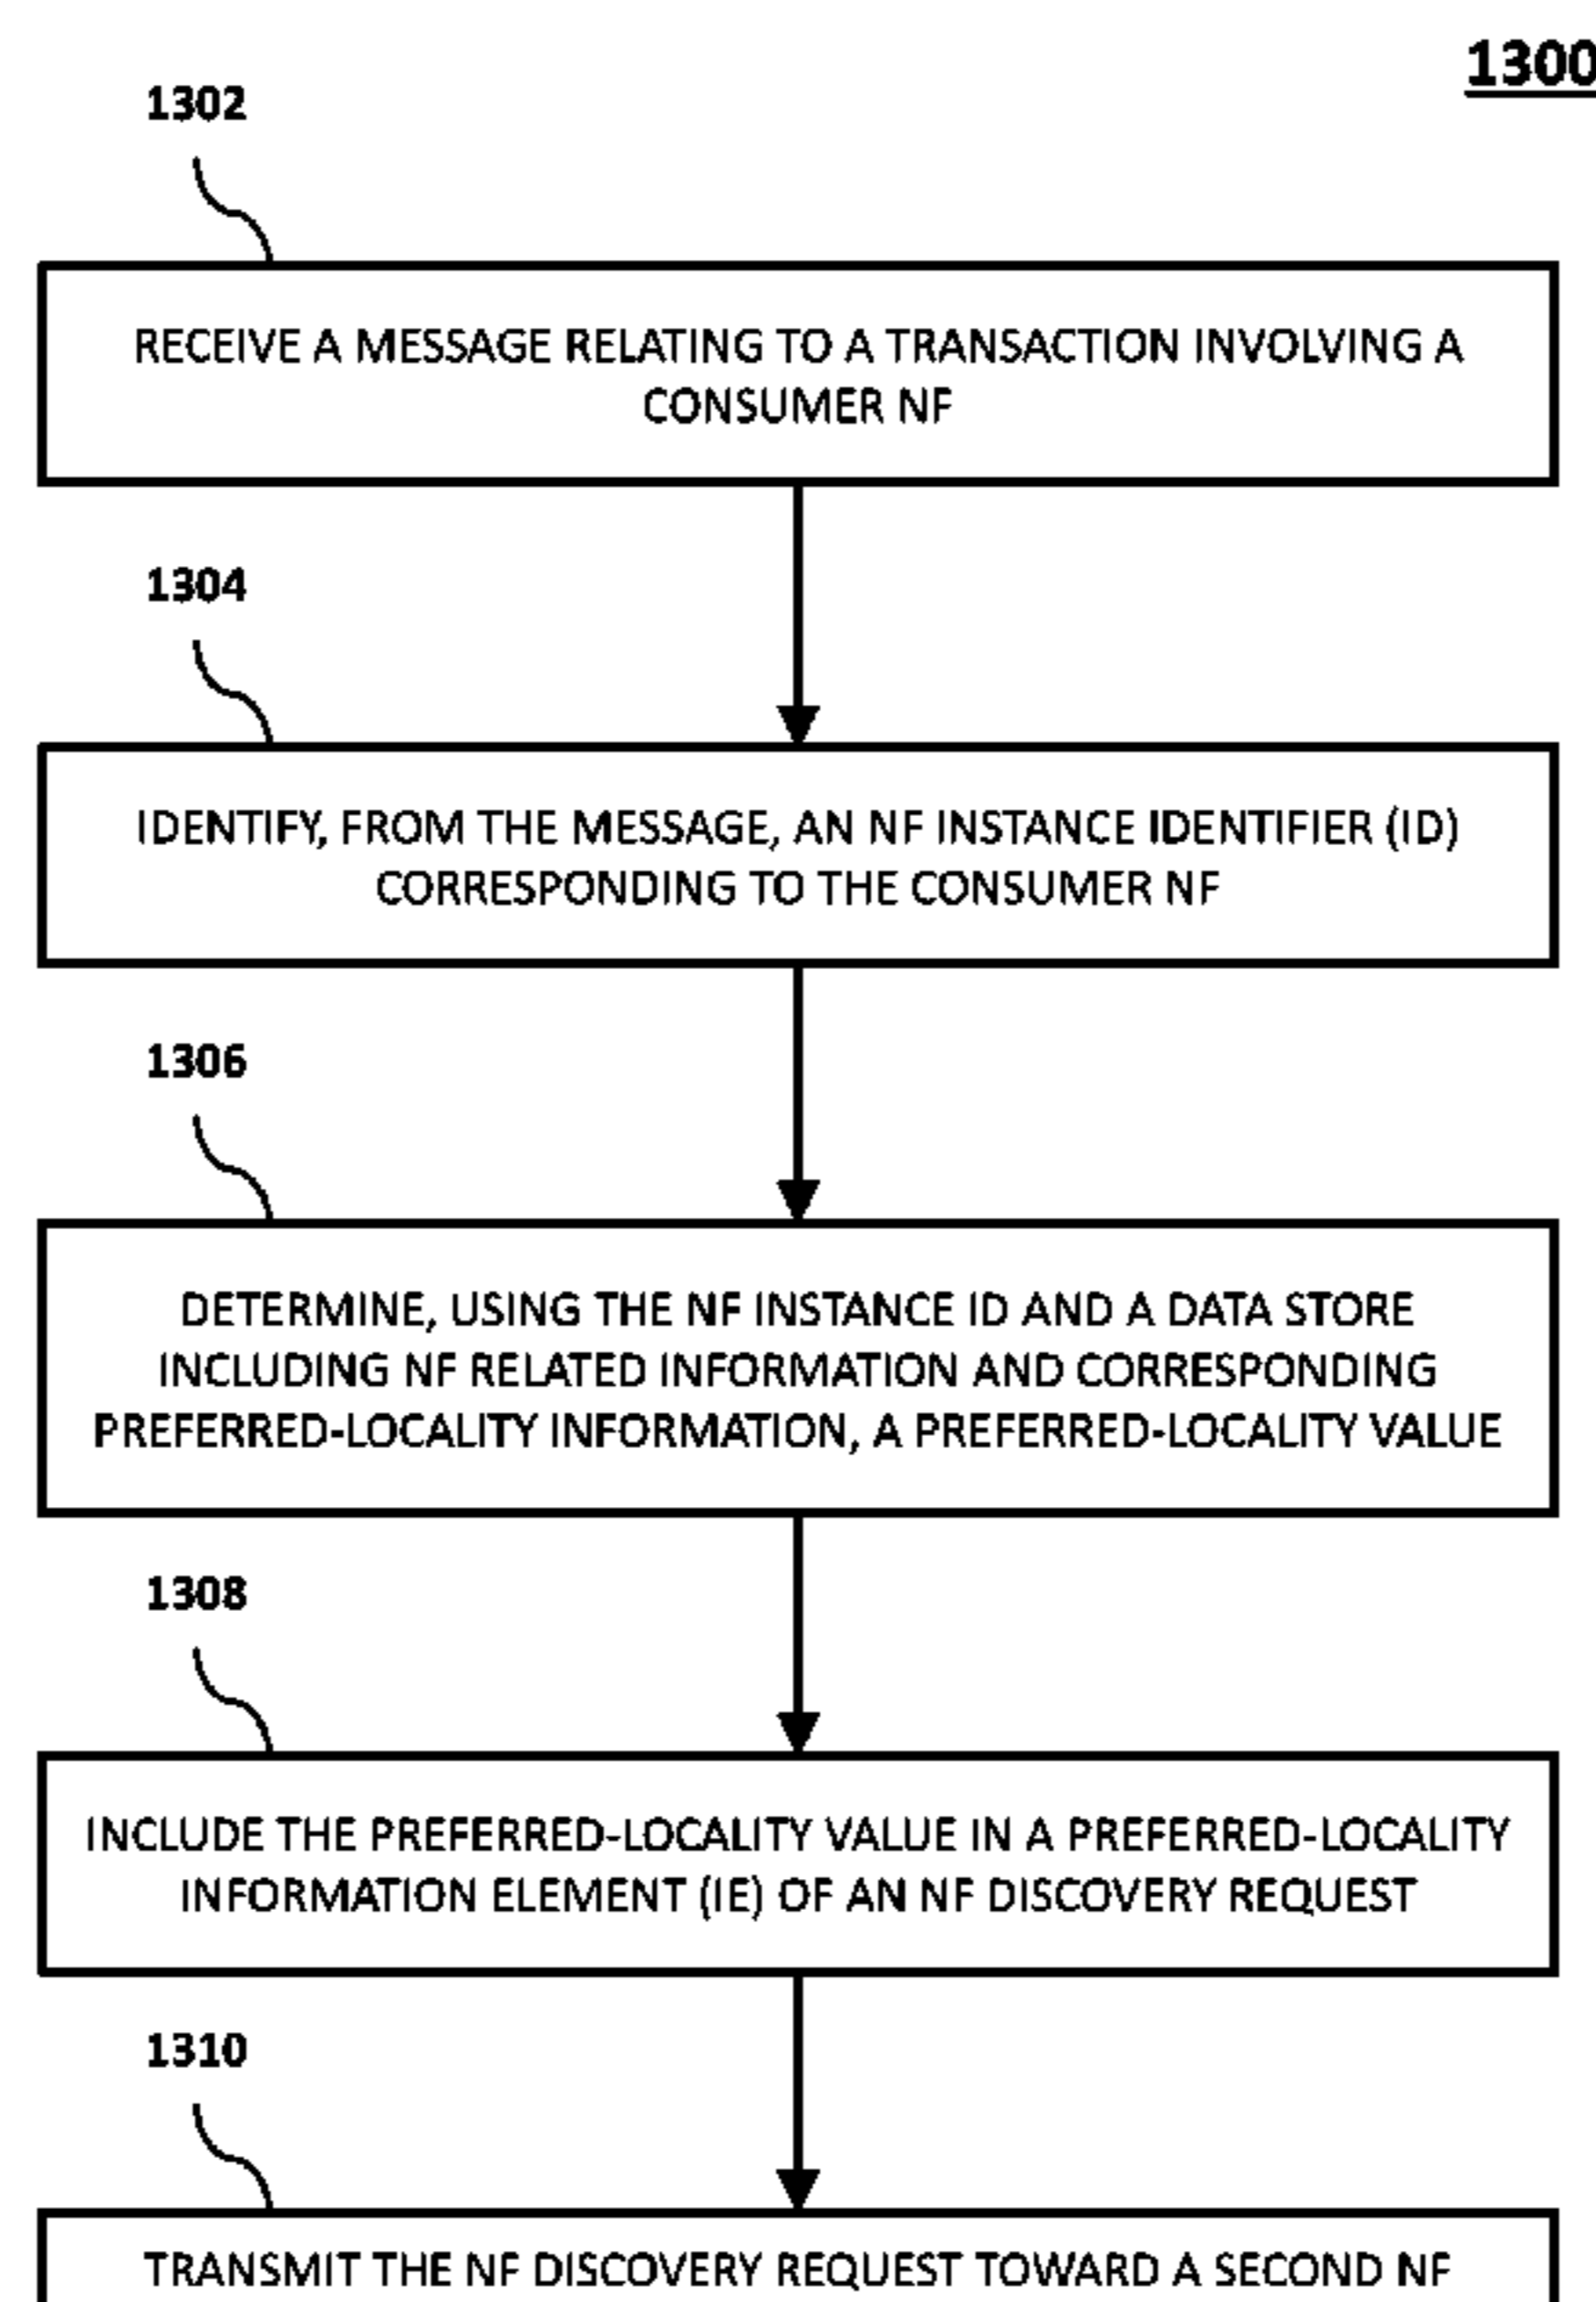 1300
1302
RECEIVE A MESSAGE RELATING TO A TRANSACTION INVOLVING A
CONSUMER NF
1304
IDENTIFY, FROM THE MESSAGE, AN NF INSTANCE IDENTIFIER (ID)
CORRESPONDING TO THE CONSUMER NF
1306
DETERMINE, USING THE NF INSTANCE ID AND A DATA STORE
INCLUDING NF RELATED INFORMATION AND CORRESPONDING
PREFERRED-LOCALITY INFORMATION, A PREFERRED-LOCALITY VALUE
1308
INCLUDE THE PREFERRED-LOCALITY VALUE IN A PREFERRED-LOCALITY
INFORMATION ELEMENT (IE) OF AN NF DISCOVERY REQUEST
1310
TRANSMIT THE NF DISCOVERY REQUEST TOWARD A SECOND NF